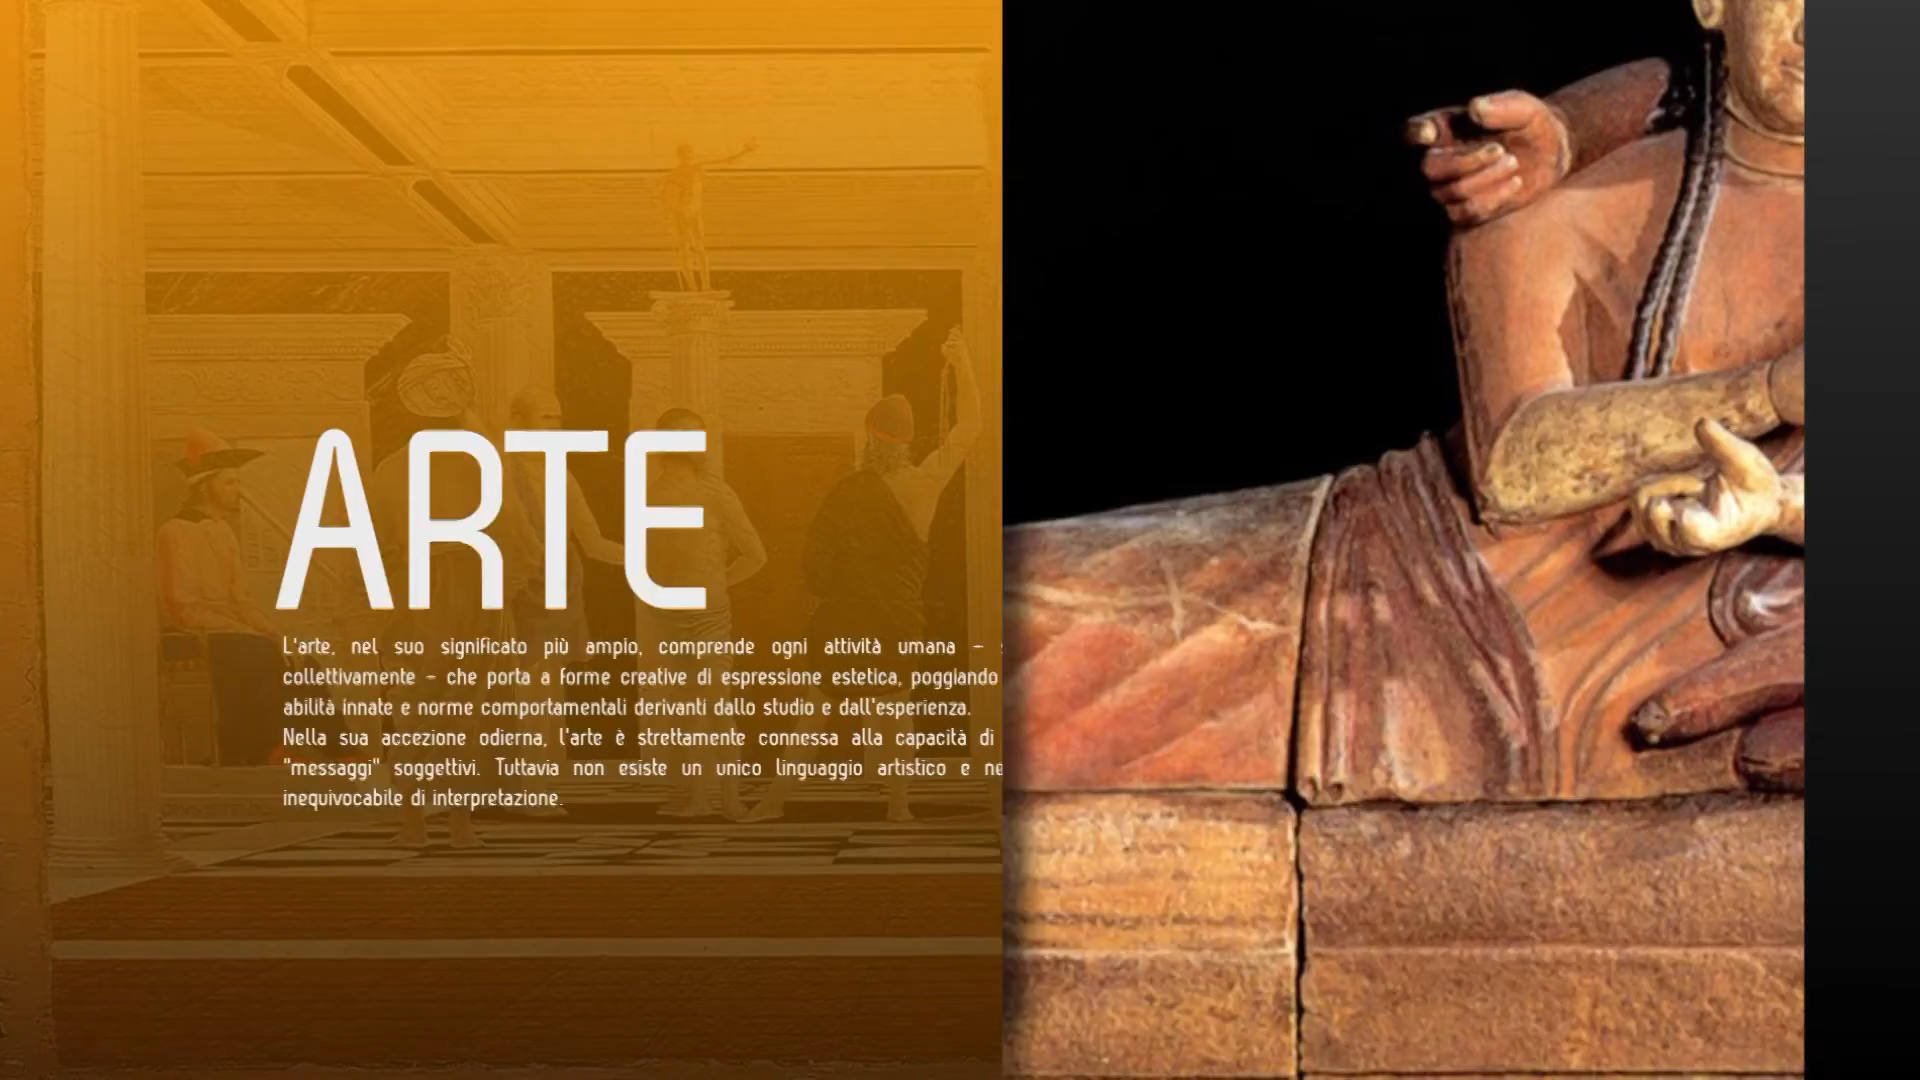 ARTE
L'arte, nel suo significato più ampio, comprende ogni attività umana –
collettivamente – che porta a forme creative di espressione estetica, poggiando
abilità innate e norme comportamentali derivanti dallo studio e dall'esperienza.
Nella sua accezione odierna, l'arte è strettamente connessa alla capacità di
"messaggi" soggettivi. Tuttavia non esiste un unico linguaggio artistico e
inequivocabile di interpretazione.